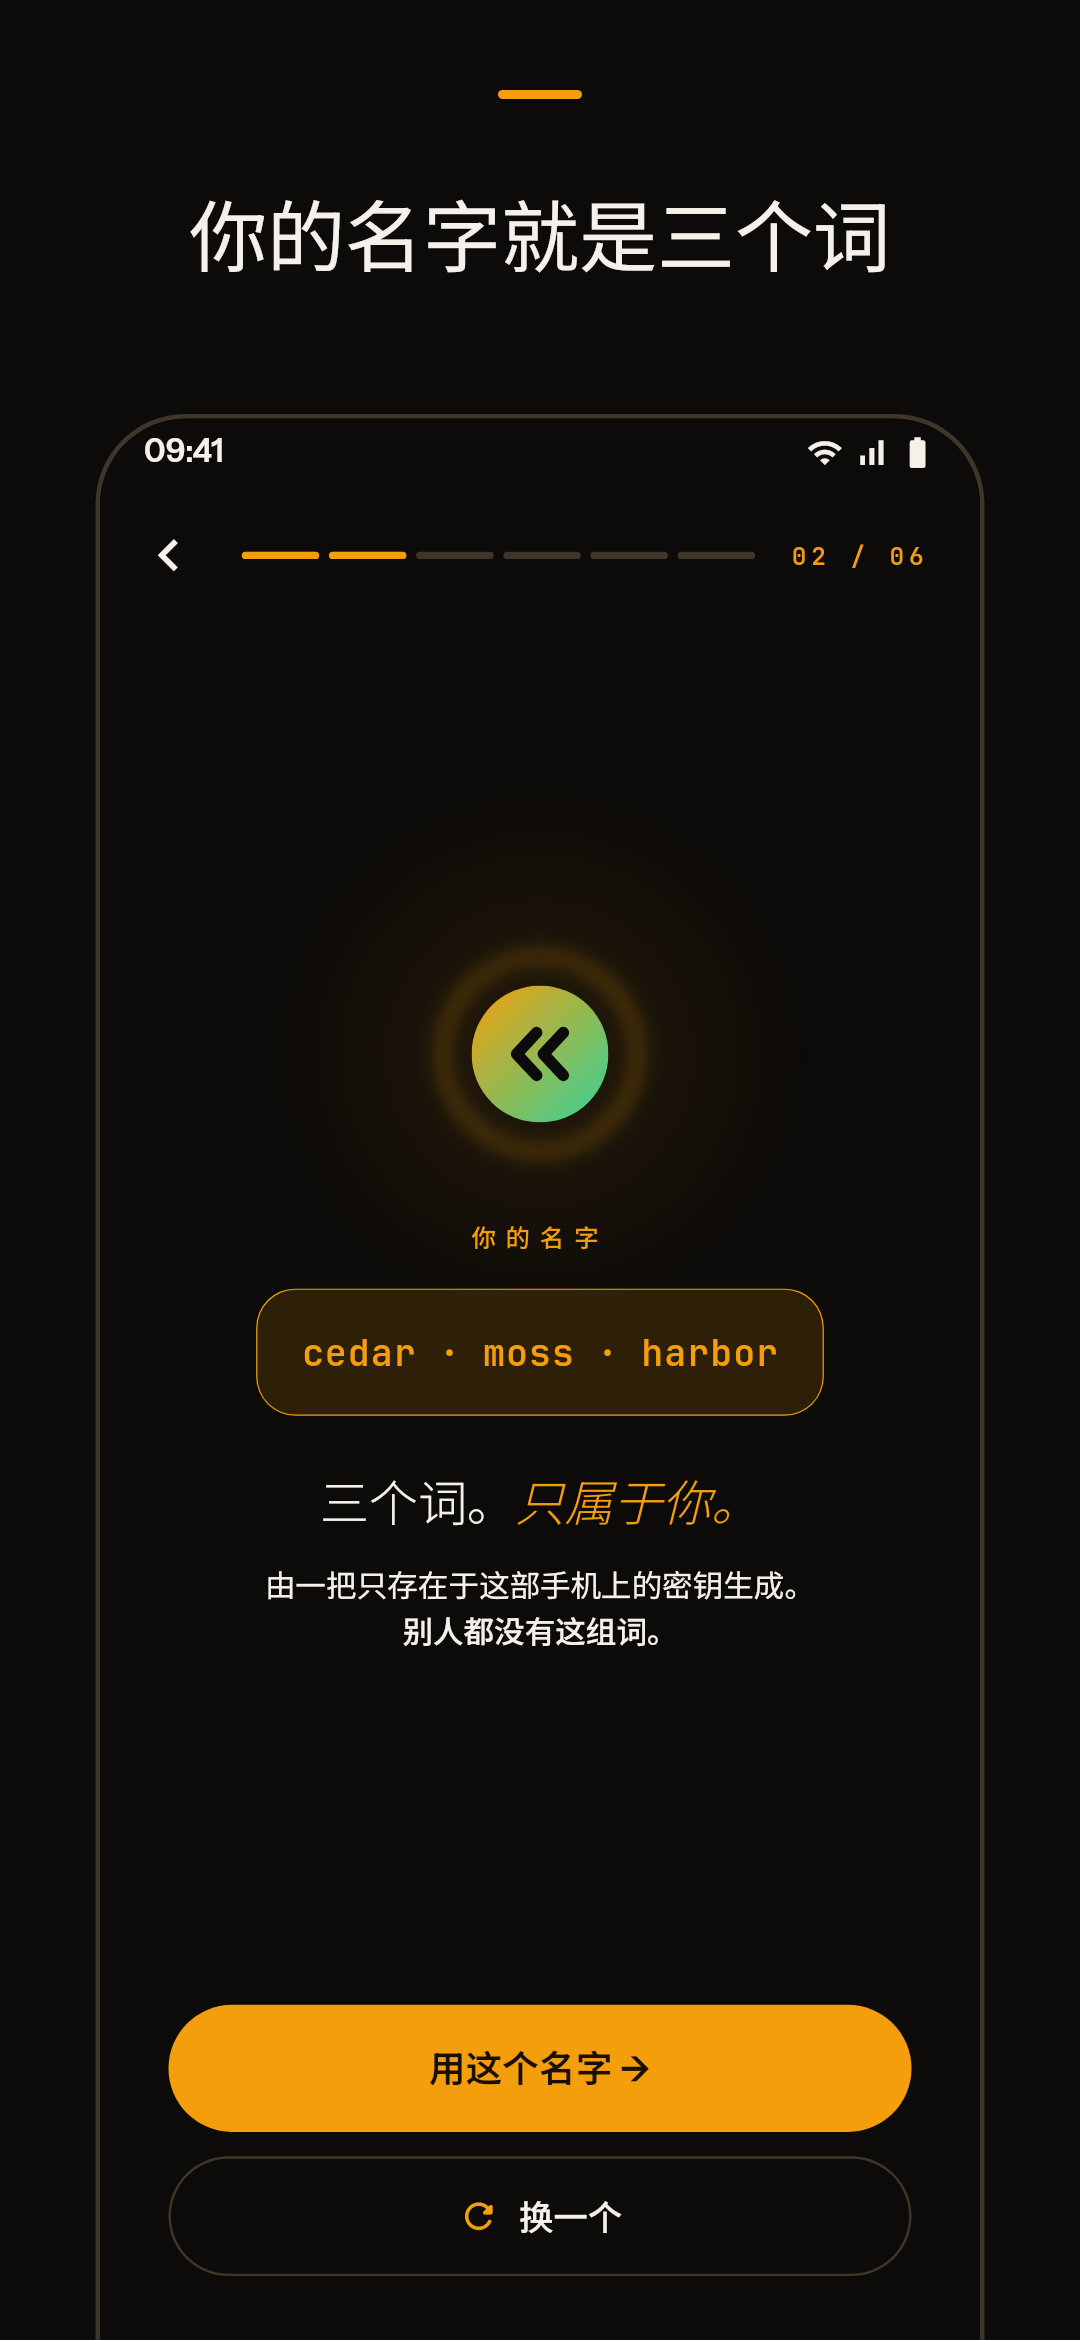 你的名字就是三个词
09:41
02 / 06
你的名字
cedar · moss · harbor
三个词。只属于你。
由一把只存在于这部手机上的密钥生成。
别人都没有这组词。
用这个名字 →
换一个